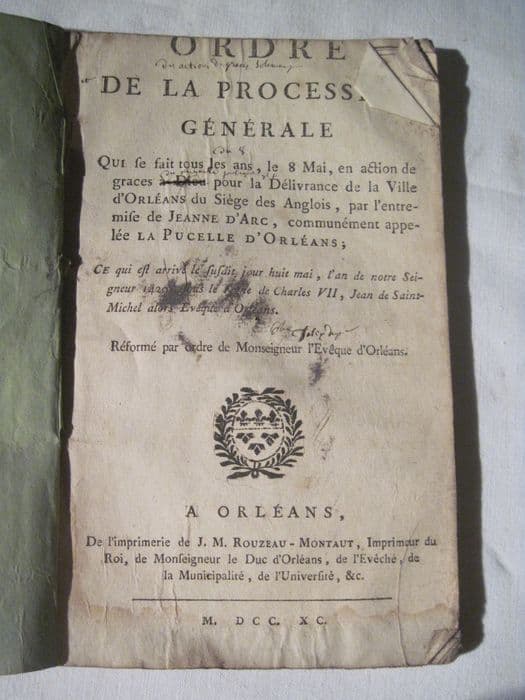 ORDRE
DE LA PROCESSI
GÉNÉRALE
QUI ſe fait tous les ans, le 8 Mai, en action de
graces à Dieu pour la Délivrance de la Ville
d'ORLÉANS du Siège des Anglois, par l'entre-
miſe de JEANNE D'ARC, communément appe-
lée LA PUCELLE D'ORLÉANS;
CE qui eſt arrivé le ſuſdit jour huit mai, l'an de notre Sei-
gneur 1429, ſous le Règne de Charles VII, Jean de Saint-
Michel alors Evêque d'Orléans.
Réformé par ordre de Monſeigneur l'Evêque d'Orléans.
A ORLÉANS,
De l'imprimerie de J. M. ROUZEAU-MONTAUT, Imprimeur du
Roi, de Monſeigneur le Duc d'Orléans, de l'Evêché, de
la Municipalité, de l'Univerſité, &c.
M. DCC. XC.